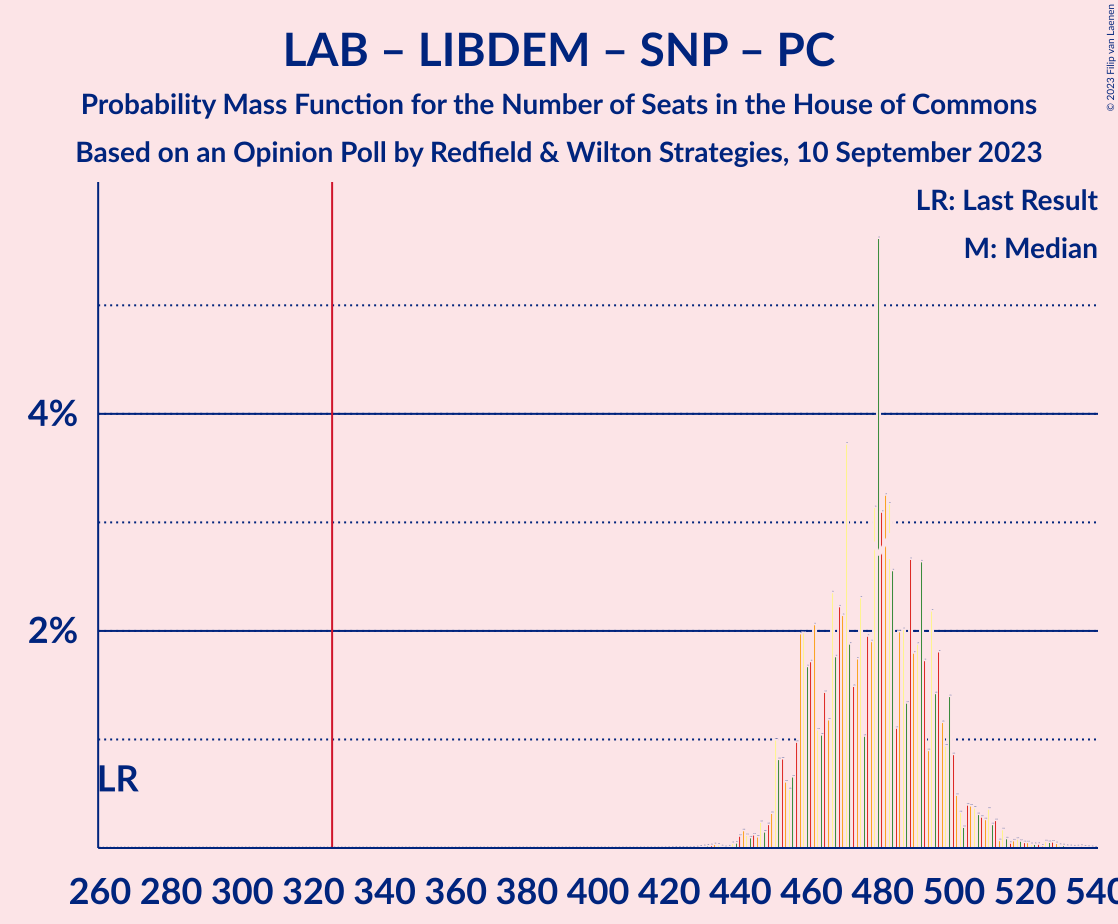 LAB – LIBDEM – SNP – PC
Probability Mass Function for the Number of Seats in the House of Commons
Based on an Opinion Poll by Redfield & Wilton Strategies, 10 September 2023
© 2023 Filip van Laenen
LR: Last Result
M: Median
4%
2%
LR
260 280 300 320 340 360 380 400 420 440 460 480 500 520 540